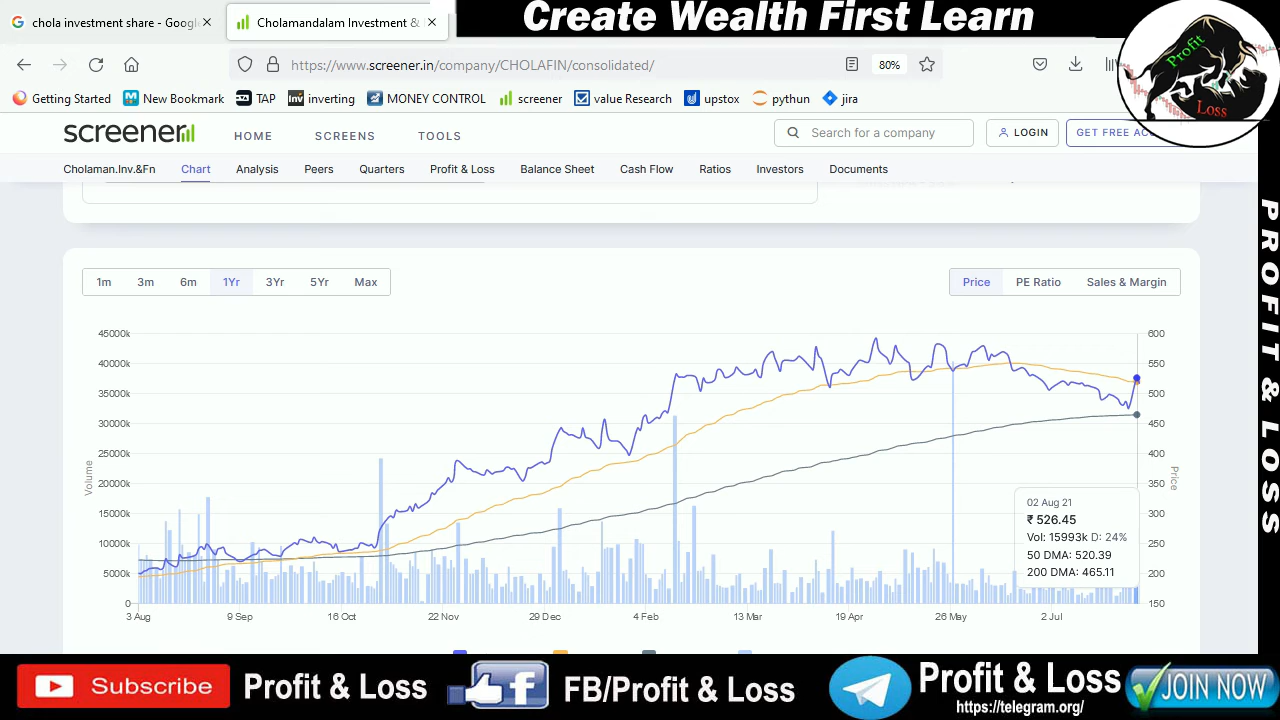 Create Wealth First Learn
chola investment share - Googl
Cholamandalam Investment &
https://www.screener.in/company/CHOLAFIN/consolidated/
80%
Profit
Loss
Getting Started
New Bookmark
TAP
Inv inverting
MONEYCONTROL
screener
value Research
upstox
python
jira
screener
HOME
SCREENS
TOOLS
Search for a company
LOGIN
GET FREE
Cholaman.Inv.&Fn
Chart
Analysis
Peers
Quarters
Profit & Loss
Balance Sheet
Cash Flow
Ratios
Investors
Documents
1m
3m
6m
1Yr
3Yr
5Yr
Max
Price
PE Ratio
Sales & Margin
45000k
40000k
35000k
30000k
25000k
20000k
15000k
10000k
5000k
0
Volume
600
550
500
450
400
350
300
250
200
150
Price
02 Aug 21
₹ 526.45
Vol: 15993k D: 24%
50 DMA: 520.39
200 DMA: 465.11
3 Aug
9 Sep
16 Oct
22 Nov
29 Dec
4 Feb
13 Mar
19 Apr
26 May
2 Jul
PROFIT & LOSS
Subscribe
Profit & Loss
f
FB/Profit & Loss
Profit & Loss
https://telegram.org/
JOIN NOW